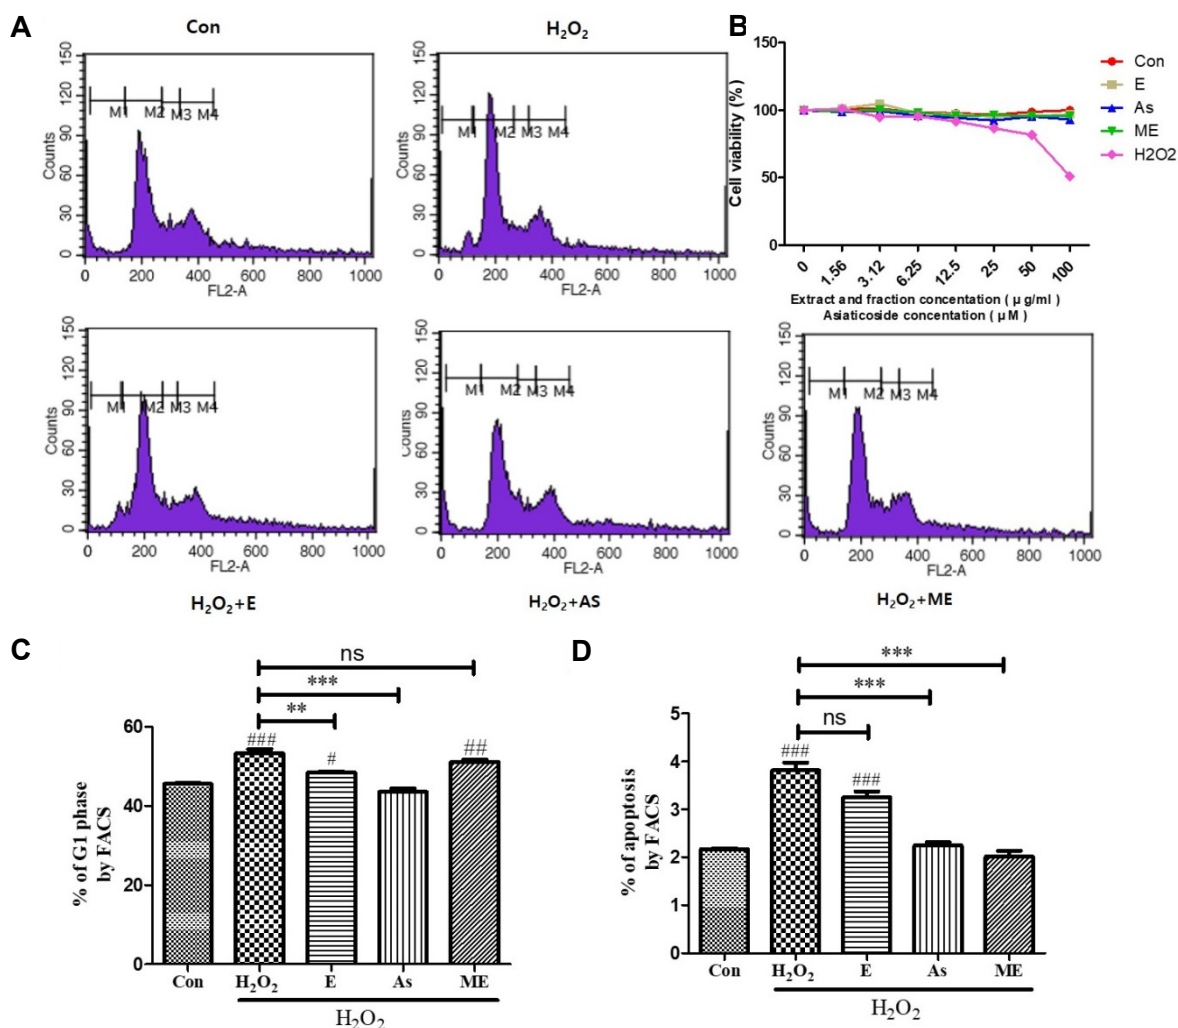 A
Con
150
120
90
60
30
0
Counts
M1 M2 M3 M4
0 200 400 600 800 1000
FL2-A
H₂O₂
150
120
90
60
30
0
Counts
M1 M2 M3 M4
0 200 400 600 800 1000
FL2-A
B
150
100
50
0
Cell viability (%)
Con
E
As
ME
H2O2
0 1.56 3.12 6.25 12.5 25 50 100
Extract and fraction concentration ( μ g/ml )
Asiaticoside concentration ( μ M )
150
120
90
60
30
0
Counts
M1 M2 M3 M4
0 200 400 600 800 1000
FL2-A
H₂O₂+E
150
120
90
60
30
0
Counts
M1 M2 M3 M4
0 200 400 600 800 1000
FL2-A
H₂O₂+AS
150
120
90
60
30
0
Counts
M1 M2 M3 M4
0 200 400 600 800 1000
FL2-A
H₂O₂+ME
C
ns
***
**
60
40
20
0
% of G1 phase
by FACS
### # ##
Con H₂O₂ E As ME
H₂O₂
D
***
***
ns
5
4
3
2
1
0
% of apoptosis
by FACS
### ###
Con H₂O₂ E As ME
H₂O₂